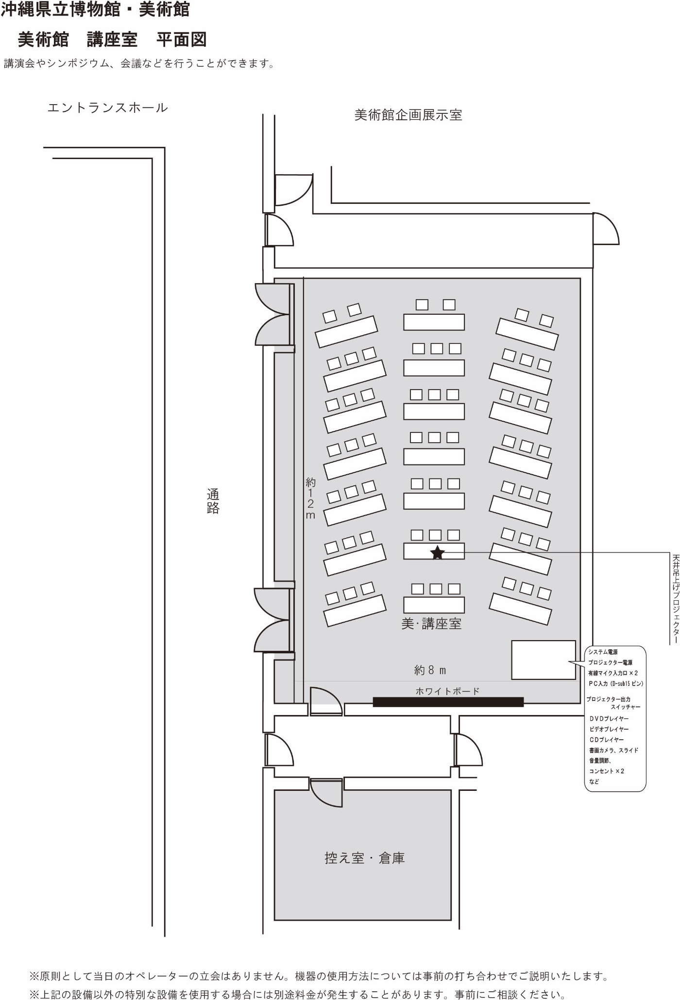 沖縄県立博物館・美術館
美術館　講座室　平面図
講演会やシンポジウム、会議などを行うことができます。
エントランスホール
美術館企画展示室
通路
約12m
天井吊上げプロジェクター
美・講座室
約8m
ホワイトボード
システム電源
プロジェクター電源
有線マイク入力口×2
PC入力（D-sub15ピン）
プロジェクター出力
スイッチャー
DVDプレイヤー
ビデオプレイヤー
CDプレイヤー
書画カメラ、スライド
音量調節、
コンセント×2
など
控え室・倉庫
※原則として当日のオペレーターの立会はありません。機器の使用方法については事前の打ち合わせでご説明いたします。
※上記の設備以外の特別な設備を使用する場合には別途料金が発生することがあります。事前にご相談ください。